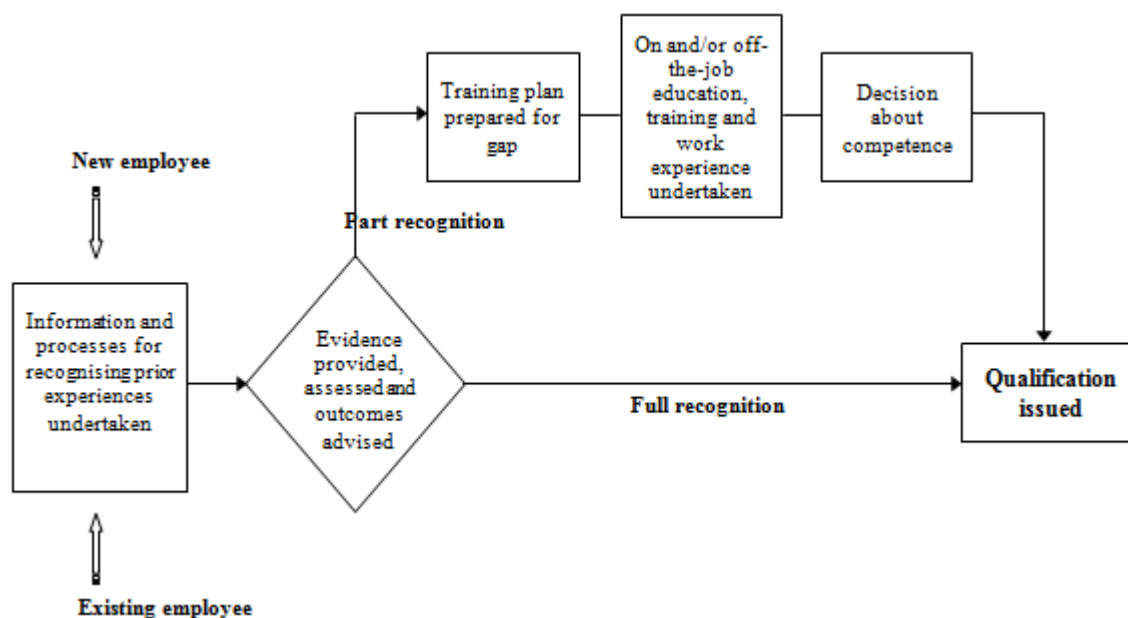 New employee
Information and
processes for
recognising prior
experiences
undertaken
Existing employee
Evidence
provided,
assessed and
outcomes
advised
Part recognition
Training plan
prepared for
gap
On and/or off-
the-job
education,
training and
work
experience
undertaken
Decision
about
competence
Full recognition
Qualification
issued